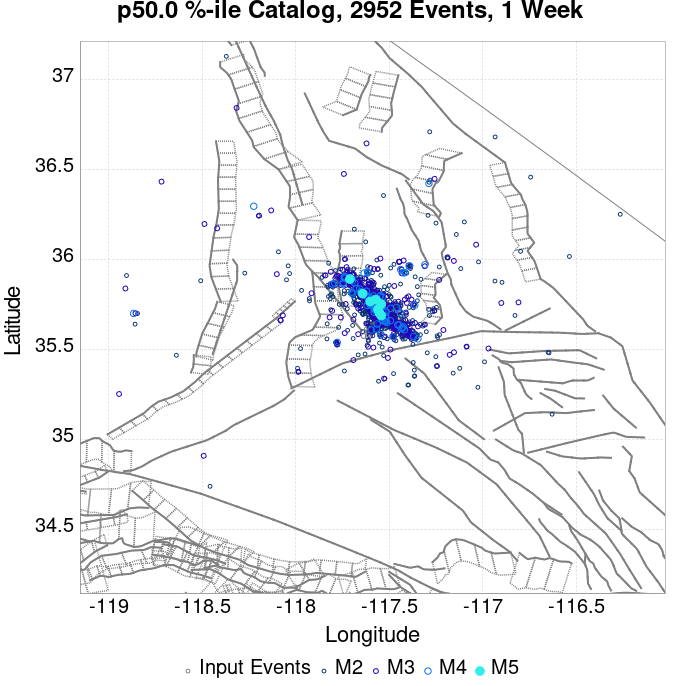 p50.0 %-ile Catalog, 2952 Events, 1 Week
37
36.5
36
35.5
35
34.5
Latitude
-119 -118.5 -118 -117.5 -117 -116.5
Longitude
Input Events M2 M3 M4 M5